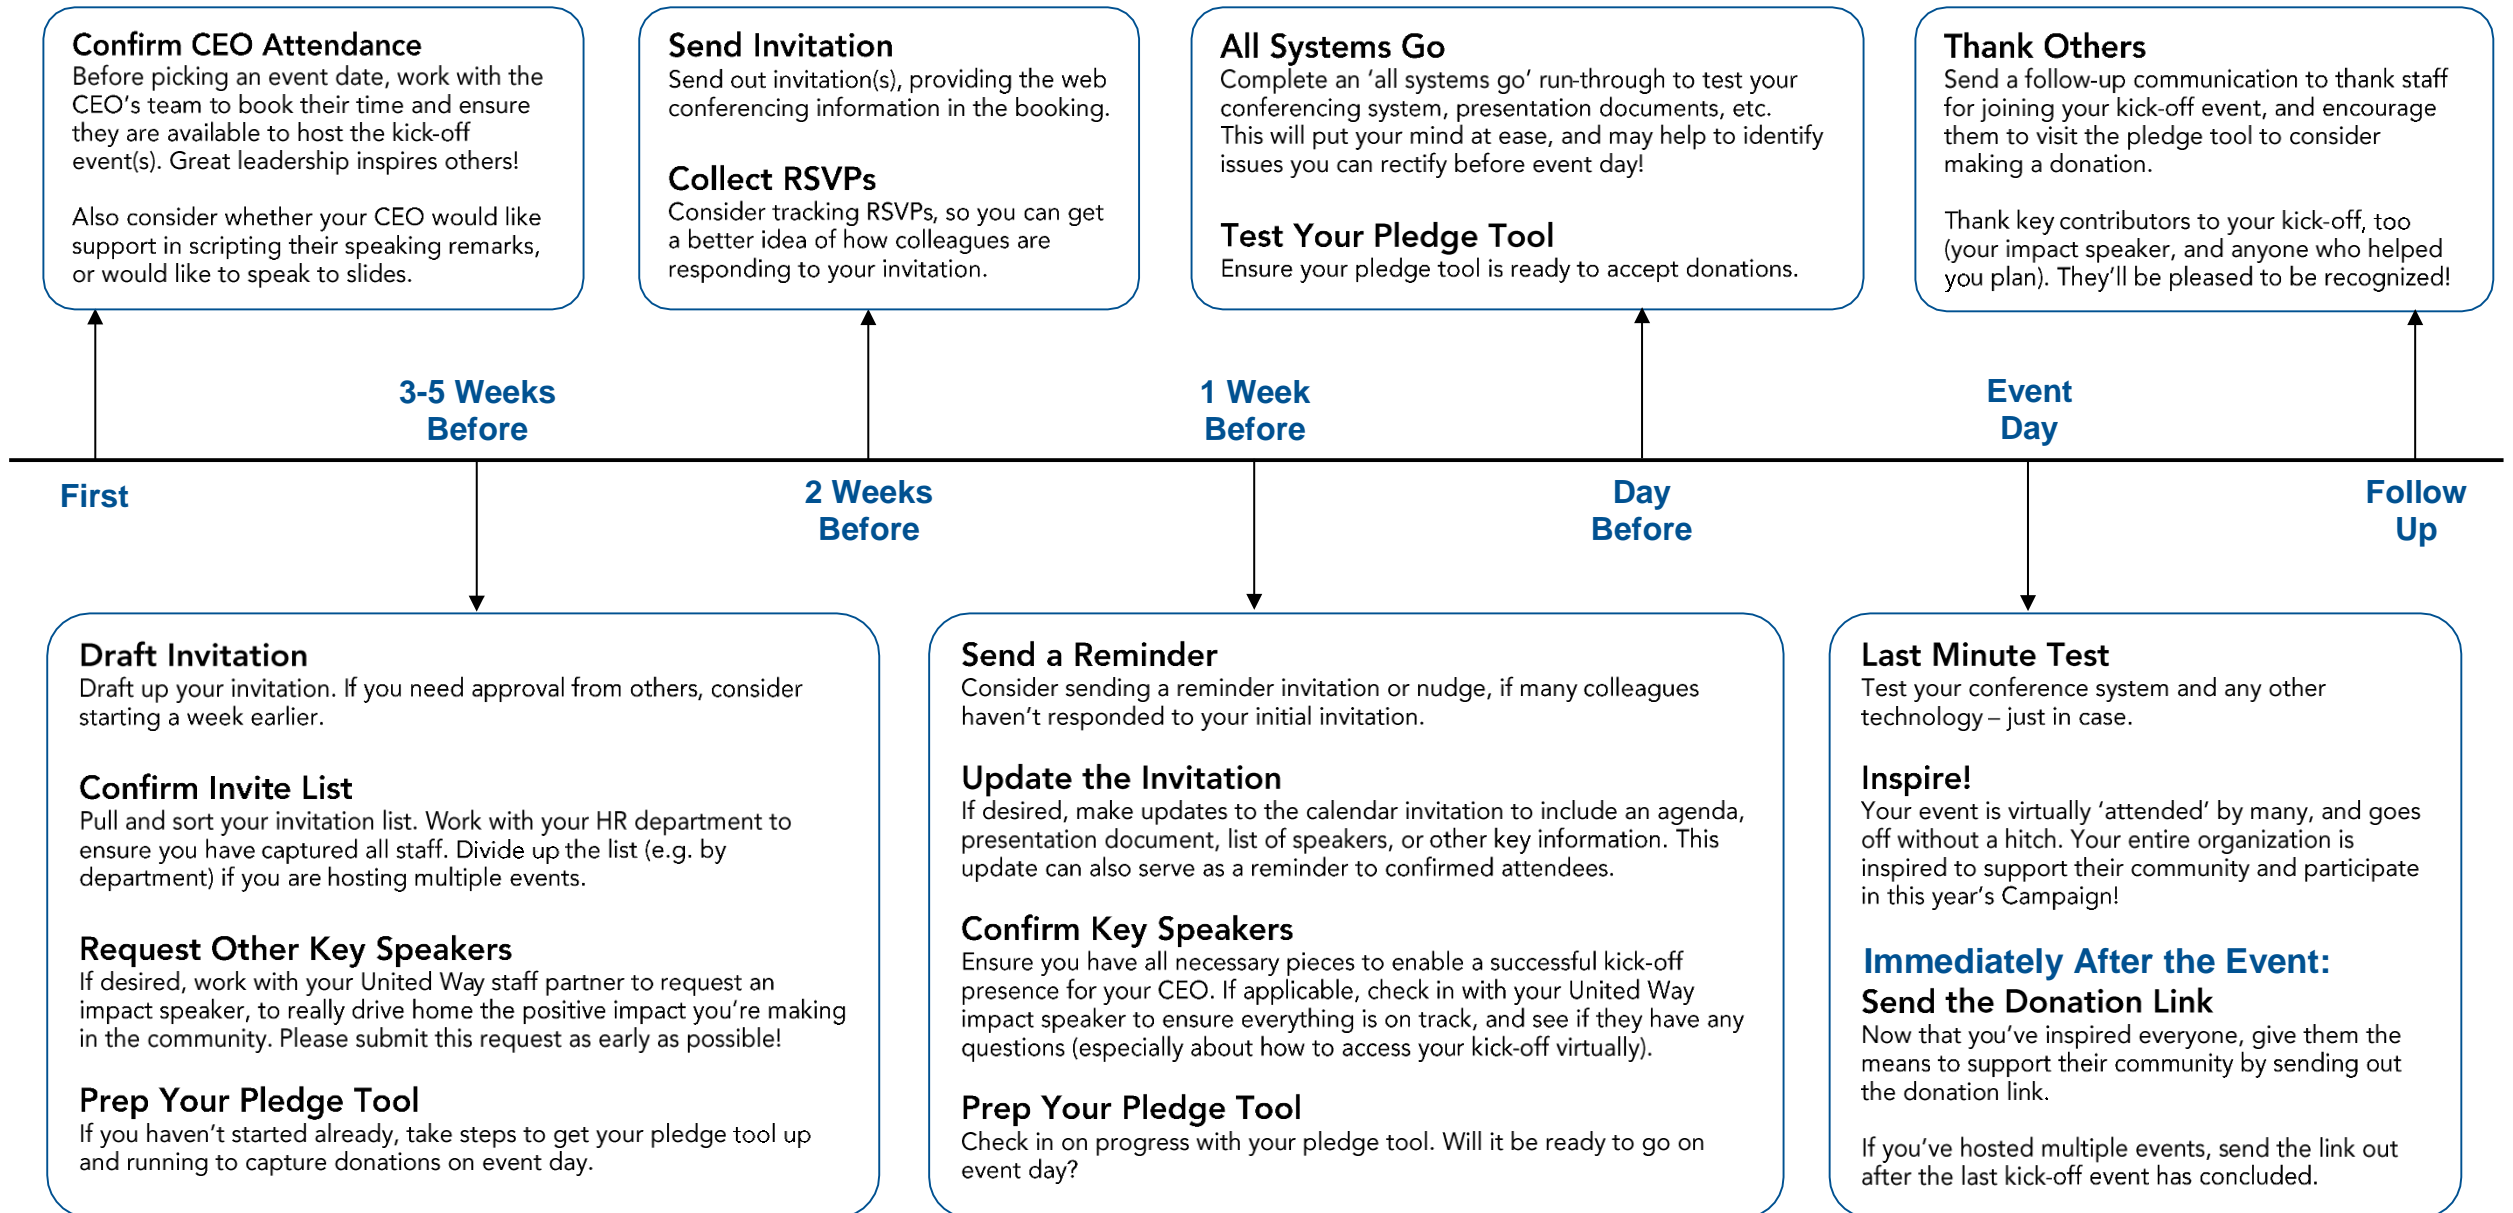 Confirm CEO Attendance
Before picking an event date, work with the
CEO’s team to book their time and ensure
they are available to host the kick-off
event(s). Great leadership inspires others!
Also consider whether your CEO would like
support in scripting their speaking remarks,
or would like to speak to slides.
Send Invitation
Send out invitation(s), providing the web
conferencing information in the booking.
Collect RSVPs
Consider tracking RSVPs, so you can get
a better idea of how colleagues are
responding to your invitation.
All Systems Go
Complete an ‘all systems go’ run-through to test your
conferencing system, presentation documents, etc.
This will put your mind at ease, and may help to identify
issues you can rectify before event day!
Test Your Pledge Tool
Ensure your pledge tool is ready to accept donations.
Thank Others
Send a follow-up communication to thank staff
for joining your kick-off event, and encourage
them to visit the pledge tool to consider
making a donation.
Thank key contributors to your kick-off, too
(your impact speaker, and anyone who helped
you plan). They’ll be pleased to be recognized!
3-5 Weeks
Before
1 Week
Before
Event
Day
First
2 Weeks
Before
Day
Before
Follow
Up
Draft Invitation
Draft up your invitation. If you need approval from others, consider
starting a week earlier.
Confirm Invite List
Pull and sort your invitation list. Work with your HR department to
ensure you have captured all staff. Divide up the list (e.g. by
department) if you are hosting multiple events.
Request Other Key Speakers
If desired, work with your United Way staff partner to request an
impact speaker, to really drive home the positive impact you’re making
in the community. Please submit this request as early as possible!
Prep Your Pledge Tool
If you haven’t started already, take steps to get your pledge tool up
and running to capture donations on event day.
Send a Reminder
Consider sending a reminder invitation or nudge, if many colleagues
haven’t responded to your initial invitation.
Update the Invitation
If desired, make updates to the calendar invitation to include an agenda,
presentation document, list of speakers, or other key information. This
update can also serve as a reminder to confirmed attendees.
Confirm Key Speakers
Ensure you have all necessary pieces to enable a successful kick-off
presence for your CEO. If applicable, check in with your United Way
impact speaker to ensure everything is on track, and see if they have any
questions (especially about how to access your kick-off virtually).
Prep Your Pledge Tool
Check in on progress with your pledge tool. Will it be ready to go on
event day?
Last Minute Test
Test your conference system and any other
technology – just in case.
Inspire!
Your event is virtually ‘attended’ by many, and goes
off without a hitch. Your entire organization is
inspired to support their community and participate
in this year’s Campaign!
Immediately After the Event:
Send the Donation Link
Now that you’ve inspired everyone, give them the
means to support their community by sending out
the donation link.
If you’ve hosted multiple events, send the link out
after the last kick-off event has concluded.